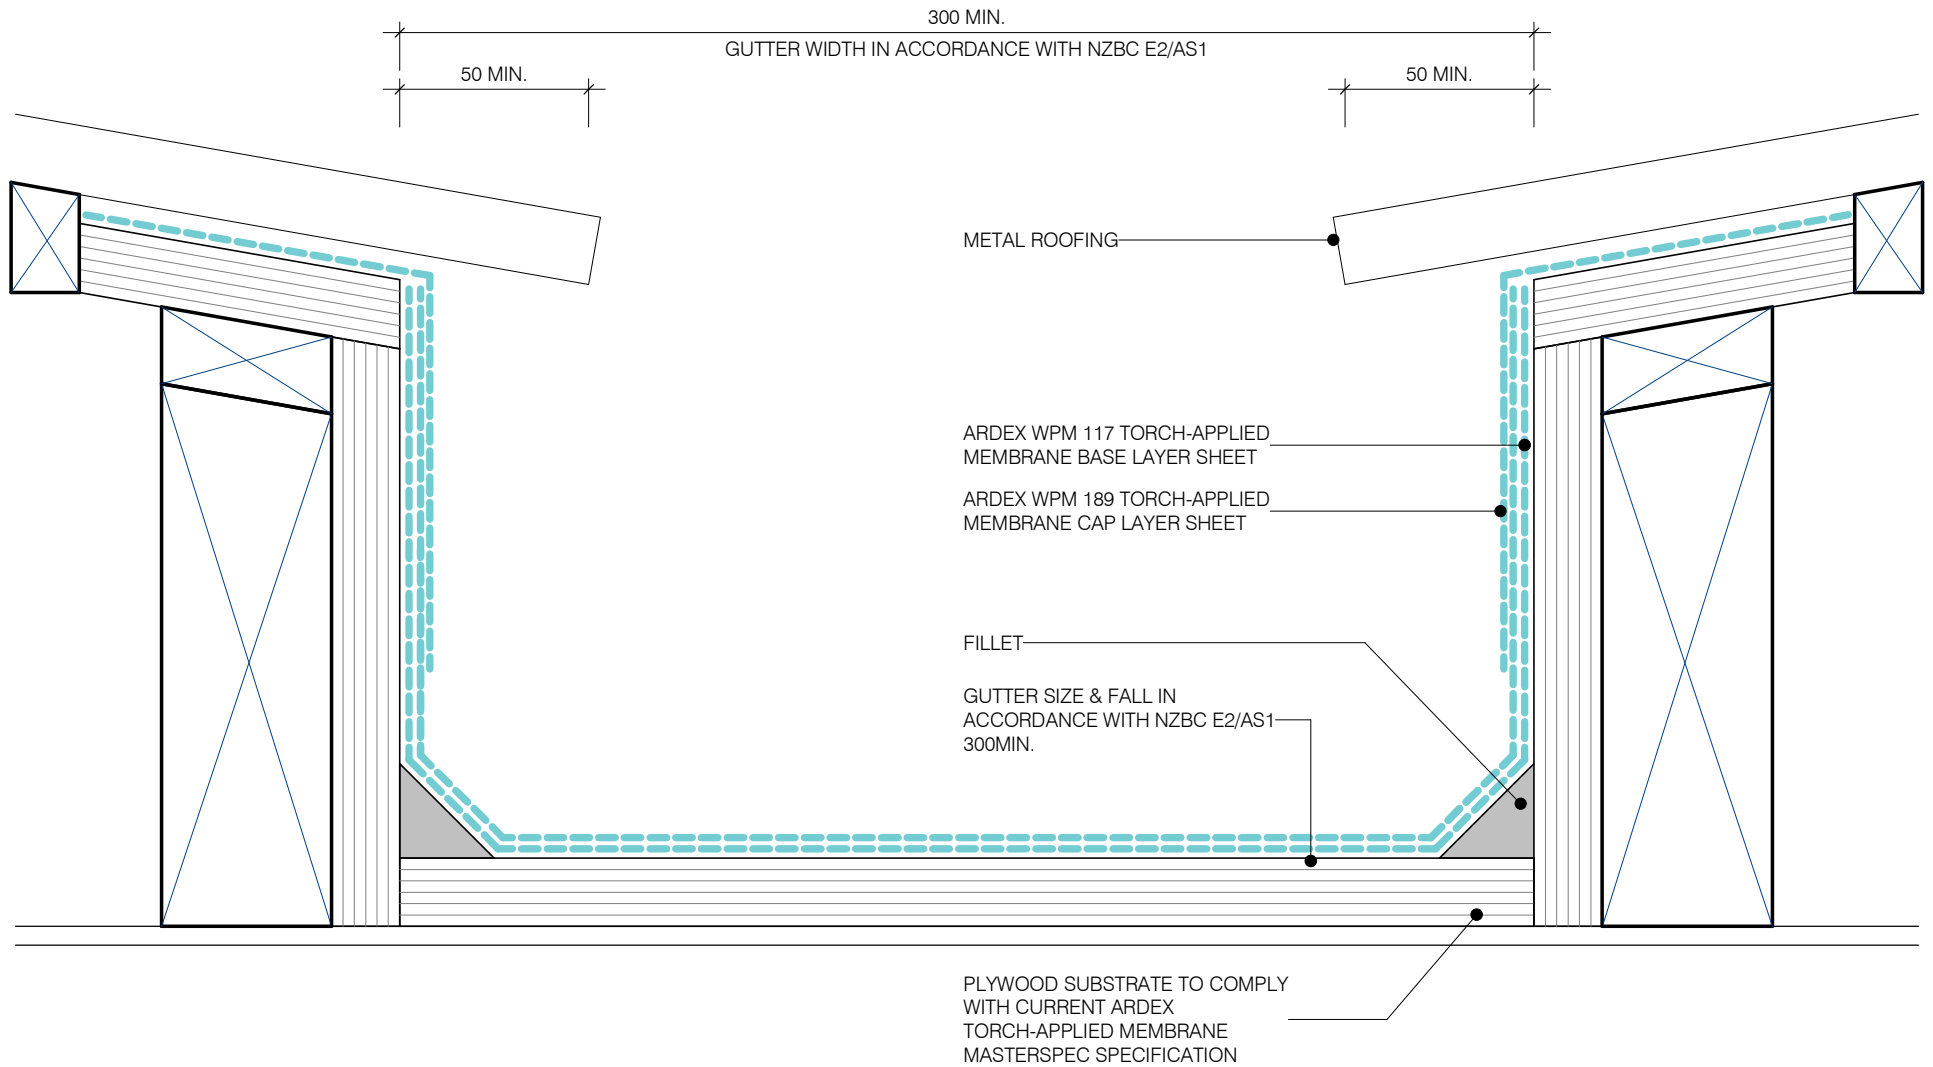 300 MIN.
GUTTER WIDTH IN ACCORDANCE WITH NZBC E2/AS1
50 MIN.
50 MIN.
METAL ROOFING
ARDEX WPM 117 TORCH-APPLIED
MEMBRANE BASE LAYER SHEET
ARDEX WPM 189 TORCH-APPLIED
MEMBRANE CAP LAYER SHEET
FILLET
GUTTER SIZE & FALL IN
ACCORDANCE WITH NZBC E2/AS1
300MIN.
PLYWOOD SUBSTRATE TO COMPLY
WITH CURRENT ARDEX
TORCH-APPLIED MEMBRANE
MASTERSPEC SPECIFICATION